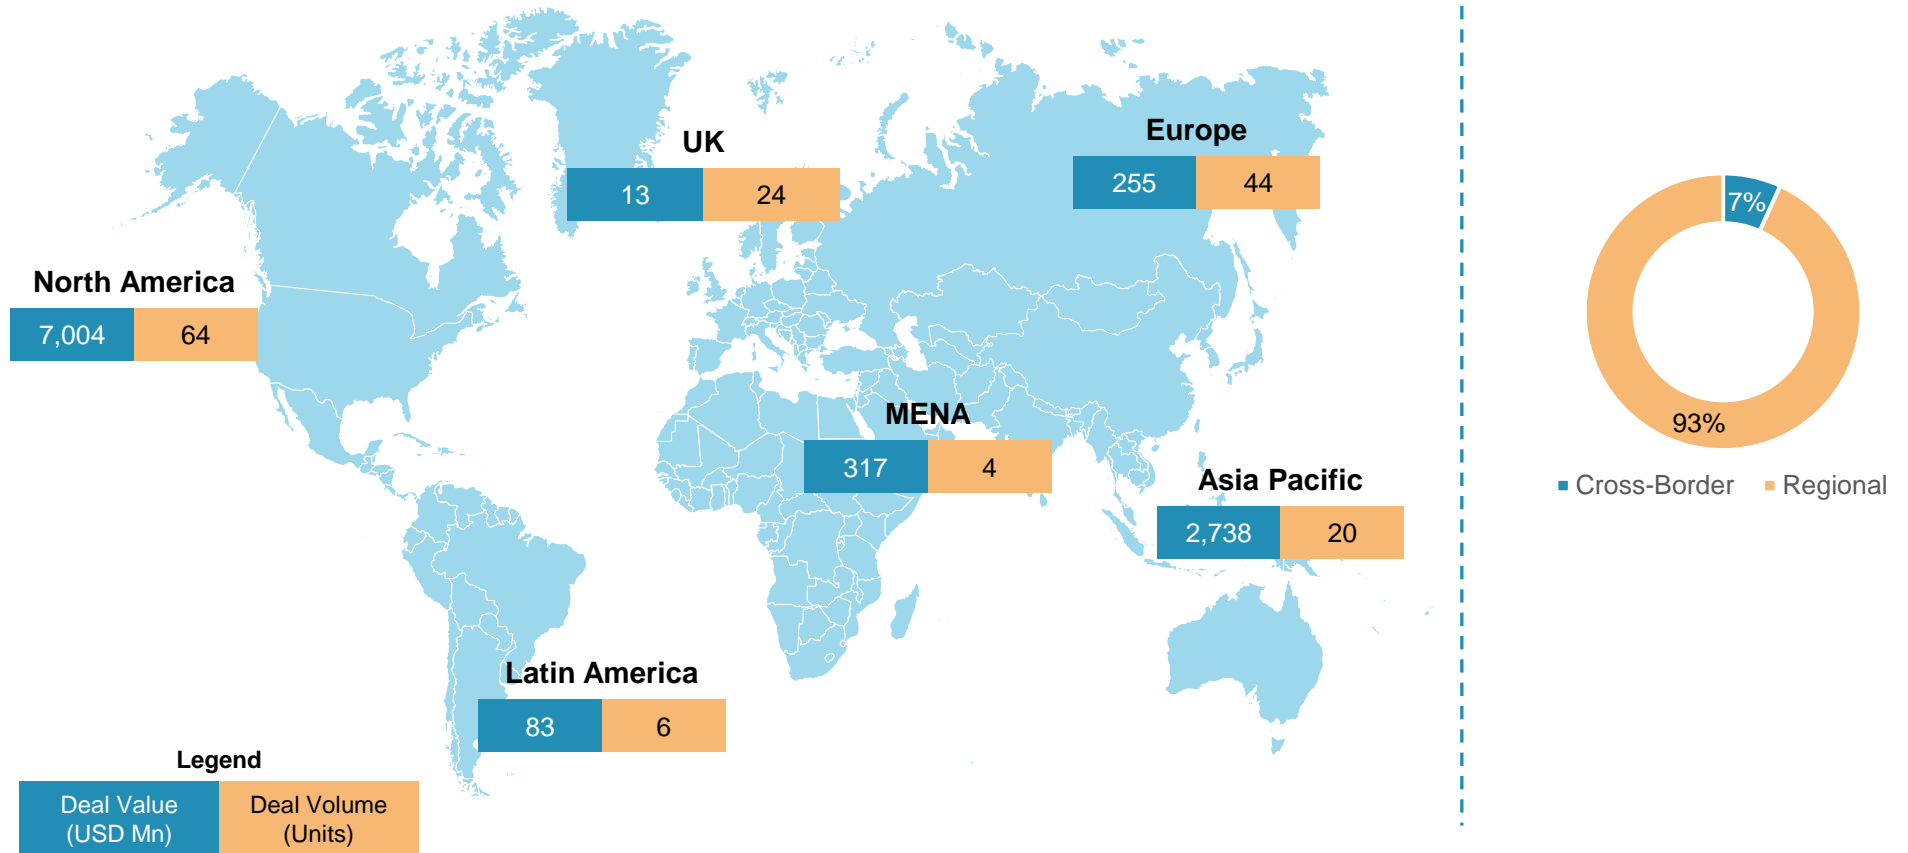 UK
13 24
Europe
255 44
North America
7,004 64
MENA
317 4
Asia Pacific
2,738 20
Latin America
83 6
Legend
Deal Value
(USD Mn)
Deal Volume
(Units)
7%
93%
Cross-Border Regional